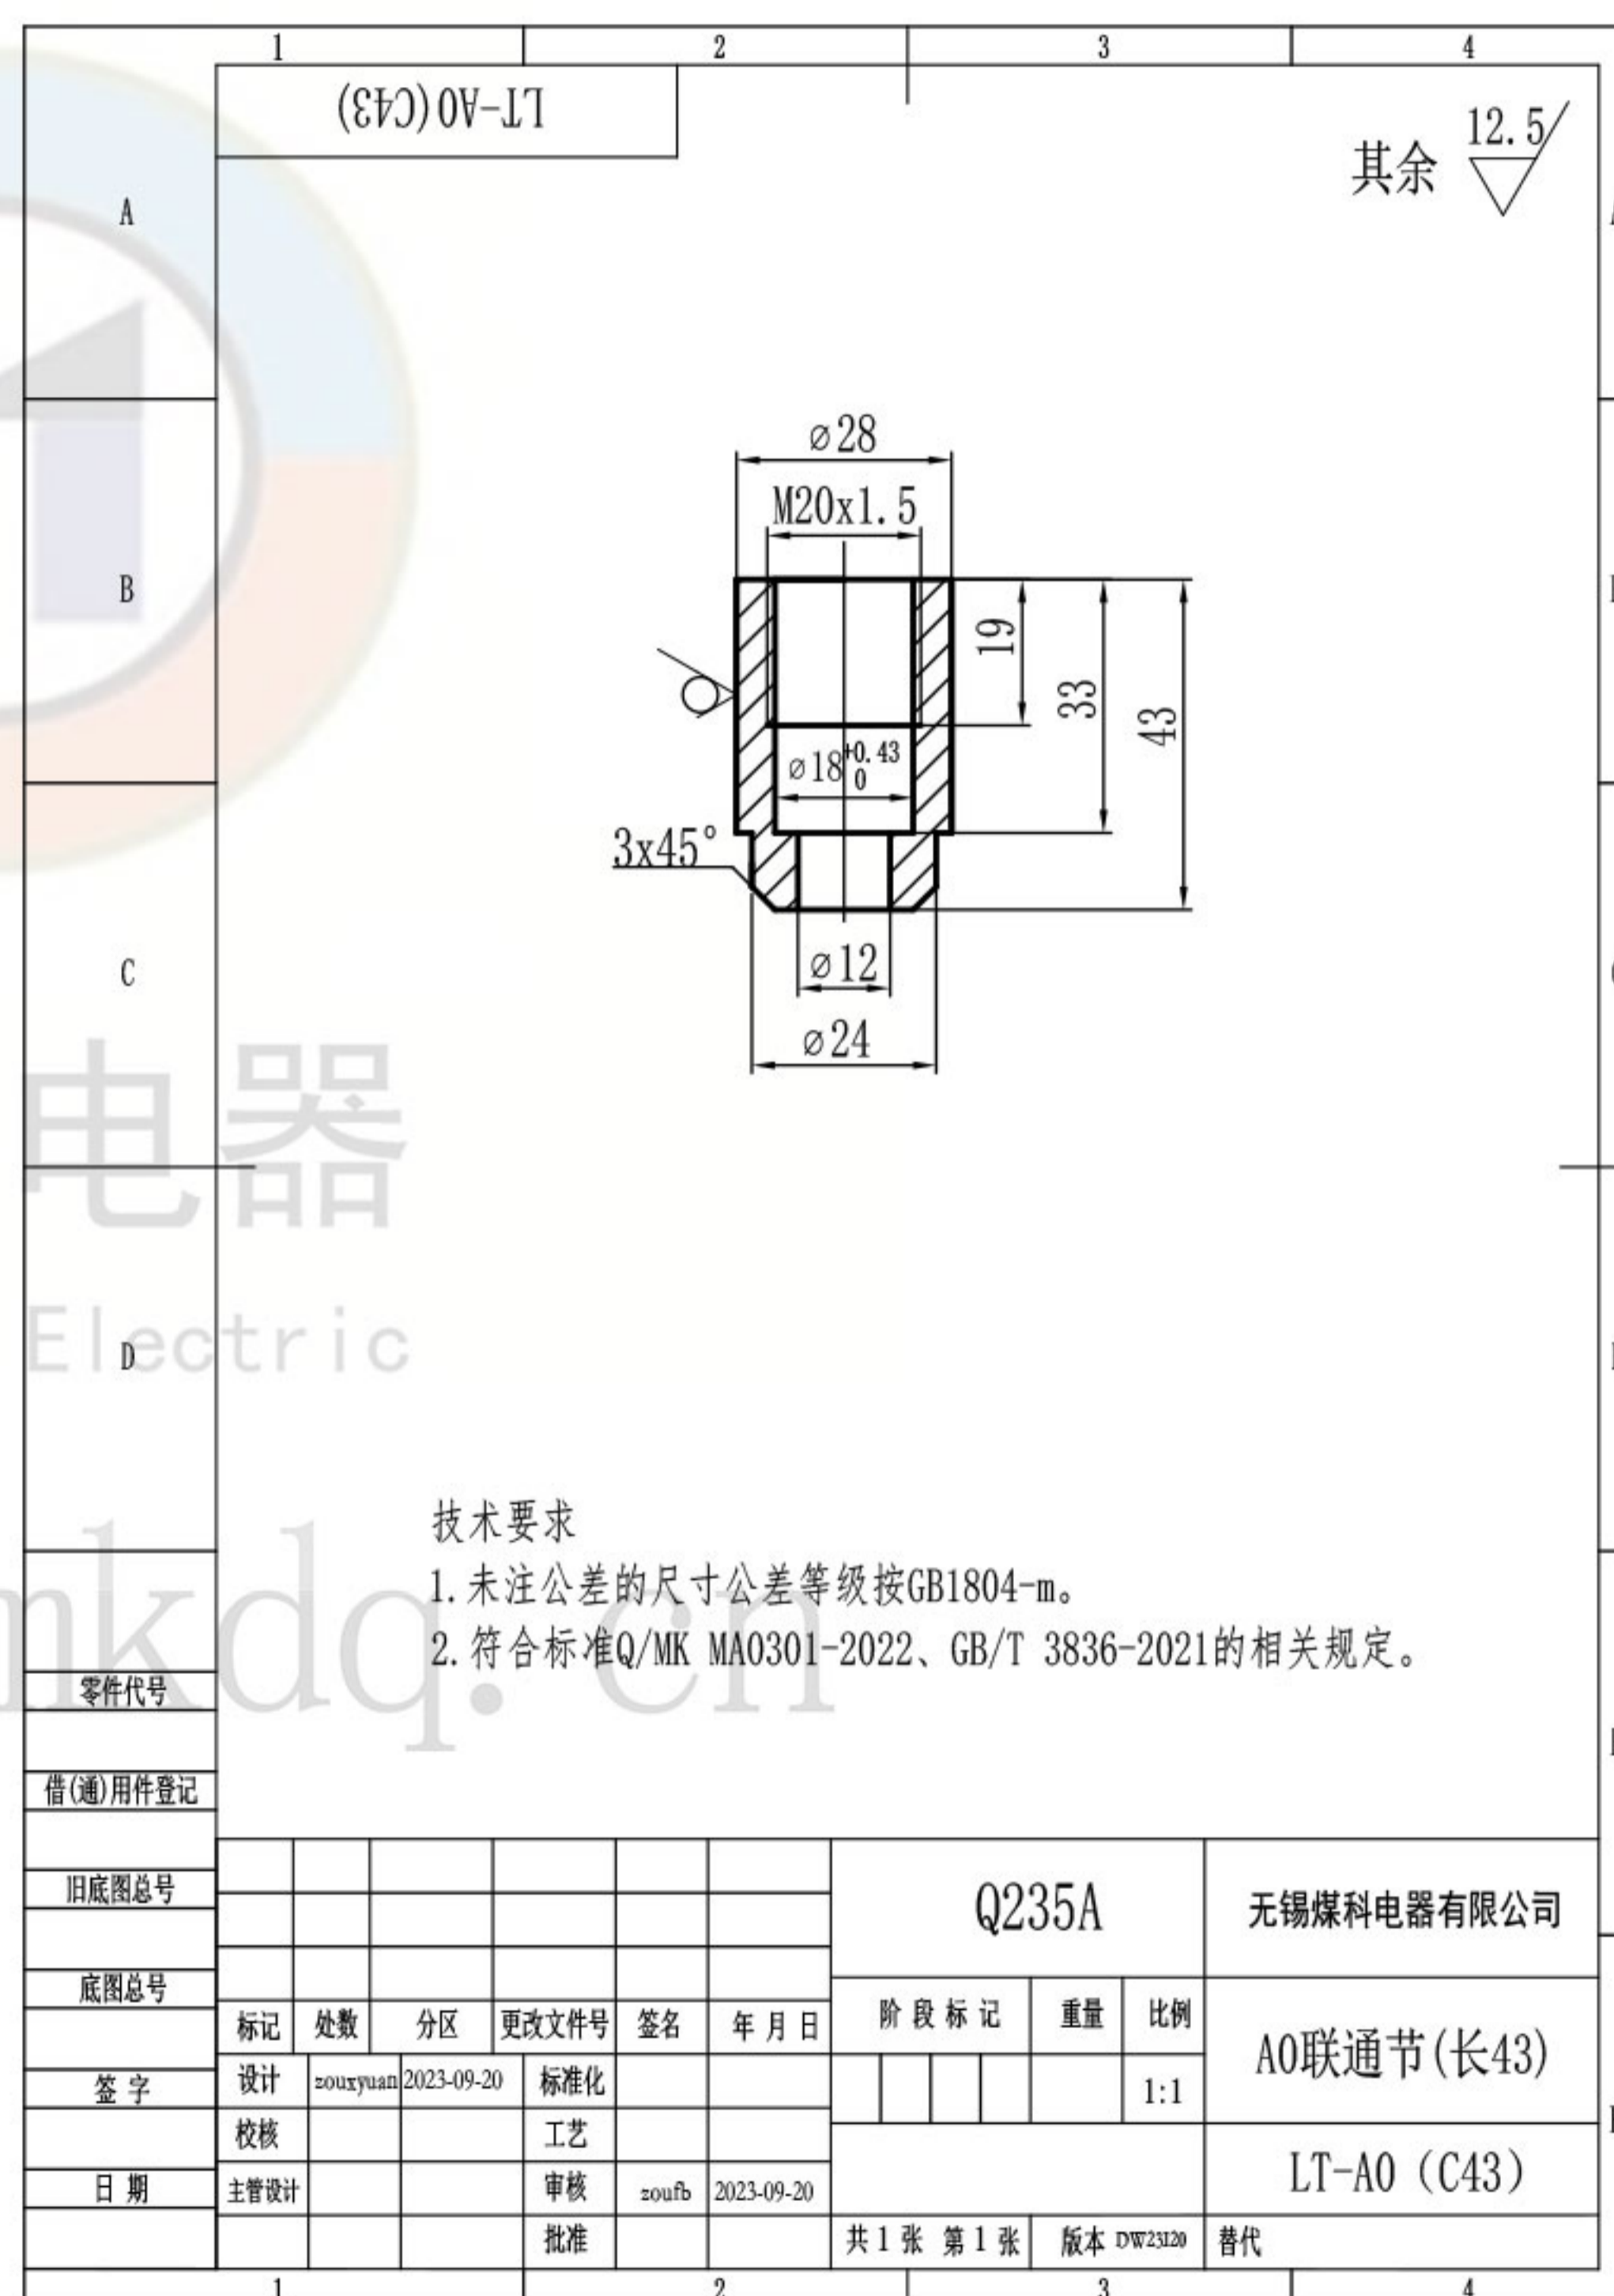 1 2 3 4
LT-A0(C43)
其余 12.5
A
B
C
D
⌀28
M20x1.5
19
33
43
⌀18 +0.43 0
3x45°
⌀12
⌀24
电器
Electric
mkdq.cn
技术要求
1.未注公差的尺寸公差等级按GB1804-m。
2.符合标准Q/MK MA0301-2022、GB/T 3836-2021的相关规定。
零件代号
借(通)用件登记
旧底图总号
底图总号
签字
日期
Q235A
无锡煤科电器有限公司
标记 处数 分区 更改文件号 签名 年月日
阶段标记 重量 比例
设计 zouxyuan 2023-09-20 标准化
1:1
A0联通节(长43)
校核 工艺
主管设计 审核 zoufb 2023-09-20
LT-A0（C43）
批准
共1张 第1张 版本 DW23I20 替代
1 2 3 4